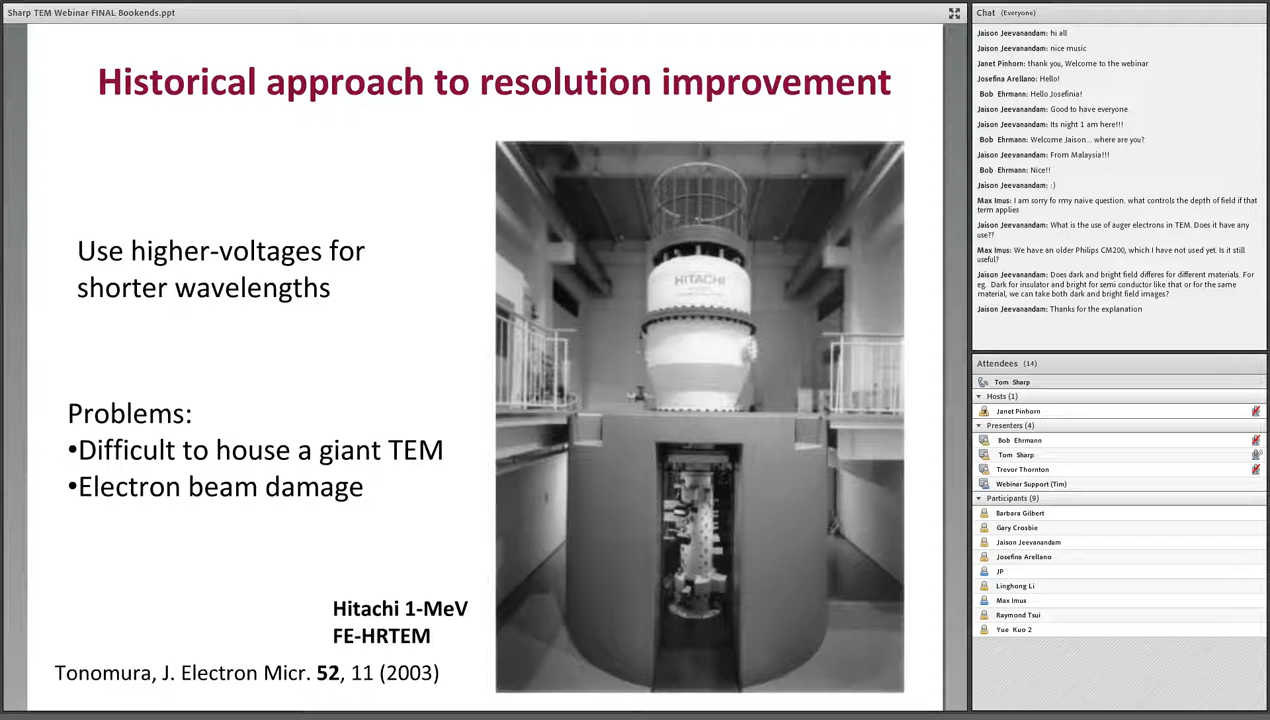 Sharp TEM Webinar FINAL Bookends.ppt
Historical approach to resolution improvement
Use higher-voltages for
shorter wavelengths
Problems:
•Difficult to house a giant TEM
•Electron beam damage
HITACHI
Hitachi 1-MeV
FE-HRTEM
Tonomura, J. Electron Micr. 52, 11 (2003)
Chat (Everyone)
Jaison Jeevanandam: hi all
Jaison Jeevanandam: nice music
Janet Pinhorn: thank you, Welcome to the webinar
Josefina Arellano: Hello!
Bob Ehrmann: Hello Josefinia!
Jaison Jeevanandam: Good to have everyone
Jaison Jeevanandam: Its night 1 am here!!!
Bob Ehrmann: Welcome Jaison... where are you?
Jaison Jeevanandam: From Malaysia!!!
Bob Ehrmann: Nice!!
Jaison Jeevanandam: :)
Max Imus: I am sorry fo rmy naive question. what controls the depth of field if that
term applies
Jaison Jeevanandam: What is the use of auger electrons in TEM. Does it have any
use??
Max Imus: We have an older Philips CM200, which I have not used yet. Is it still
useful?
Jaison Jeevanandam: Does dark and bright field differes for different materials. For
eg. Dark for insulator and bright for semi conductor like that or for the same
material, we can take both dark and bright field images?
Jaison Jeevanandam: Thanks for the explanation
Attendees (14)
Tom Sharp
Hosts (1)
Janet Pinhorn
Presenters (4)
Bob Ehrmann
Tom Sharp
Trevor Thornton
Webinar Support (Tim)
Participants (9)
Barbara Gilbert
Gary Crosbie
Jaison Jeevanandam
Josefina Arellano
JP
Linghong Li
Max Imus
Raymond Tsui
Yue Kuo 2